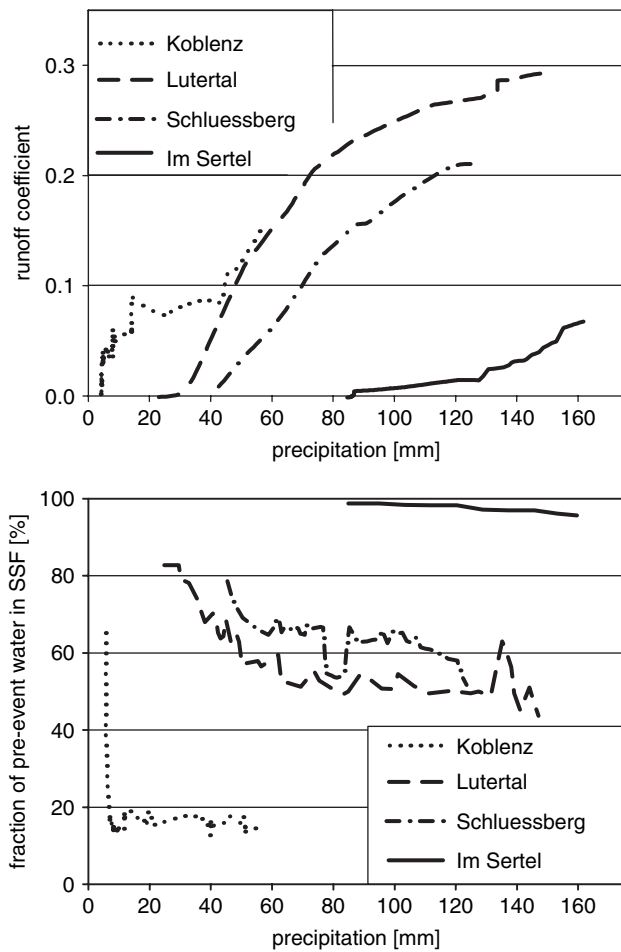 Koblenz
Lutertal
Schluessberg
Im Sertel
0.3
0.2
0.1
0.0
runoff coefficient
0 20 40 60 80 100 120 140 160
precipitation [mm]
100
80
60
40
20
0
fraction of pre-event water in SSF [%]
Koblenz
Lutertal
Schluessberg
Im Sertel
0 20 40 60 80 100 120 140 160
precipitation [mm]